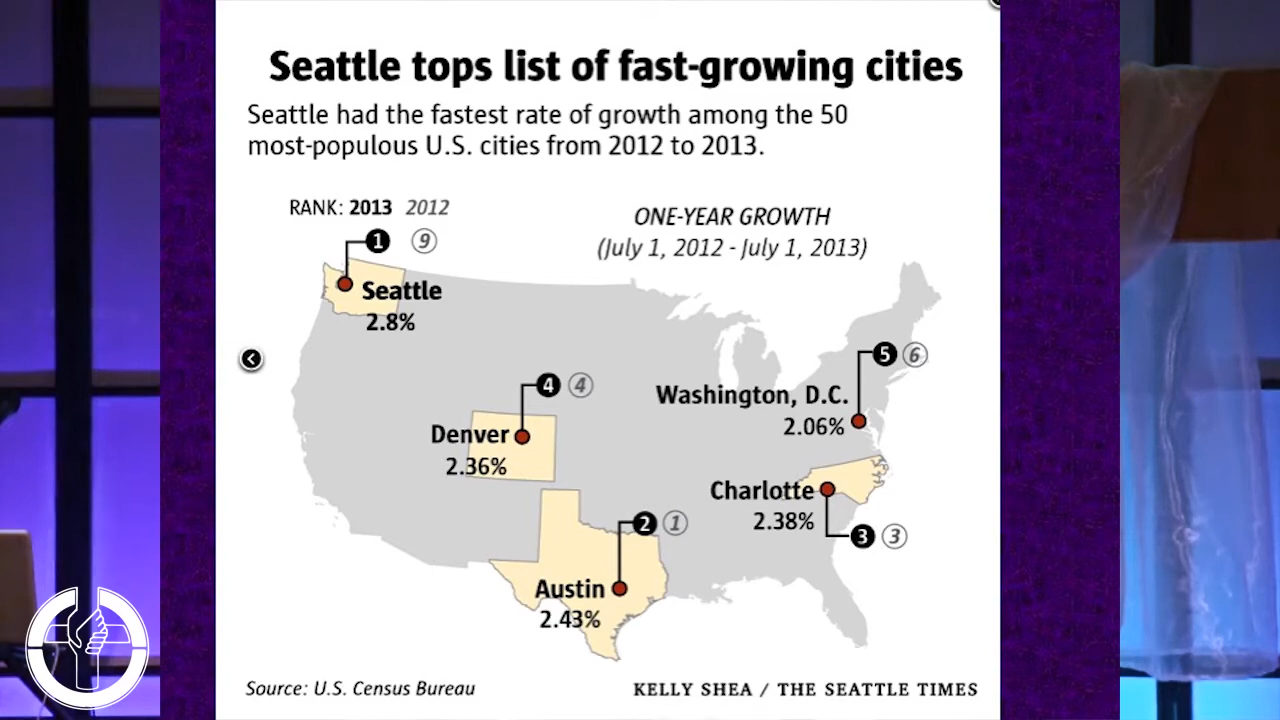 Seattle tops list of fast-growing cities
Seattle had the fastest rate of growth among the 50
most-populous U.S. cities from 2012 to 2013.
RANK: 2013 2012
ONE-YEAR GROWTH
(July 1, 2012 - July 1, 2013)
1 9
Seattle
2.8%
5 6
Washington, D.C.
2.06%
4 4
Denver
2.36%
Charlotte
2.38%
3 3
2 1
Austin
2.43%
Source: U.S. Census Bureau
KELLY SHEA / THE SEATTLE TIMES